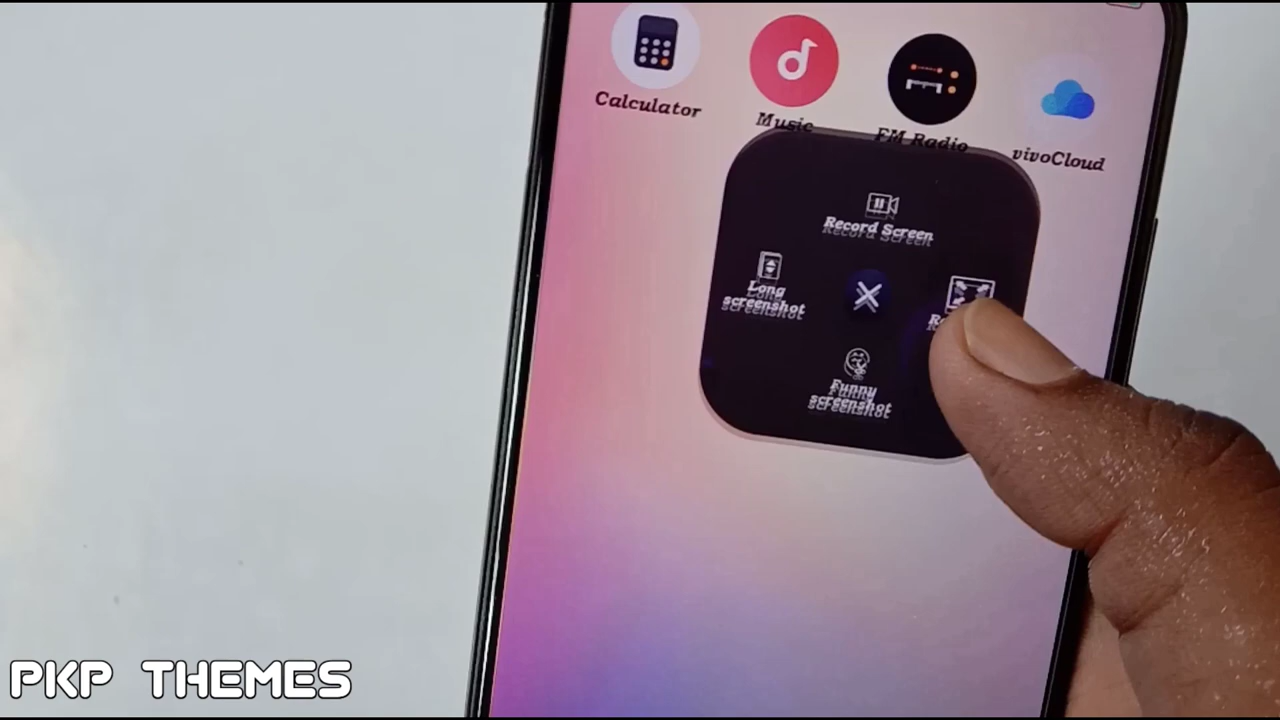 Calculator
Music
FM Radio
vivoCloud
Record Screen
Long
screenshot
Funny
screenshot
PKP THEMES